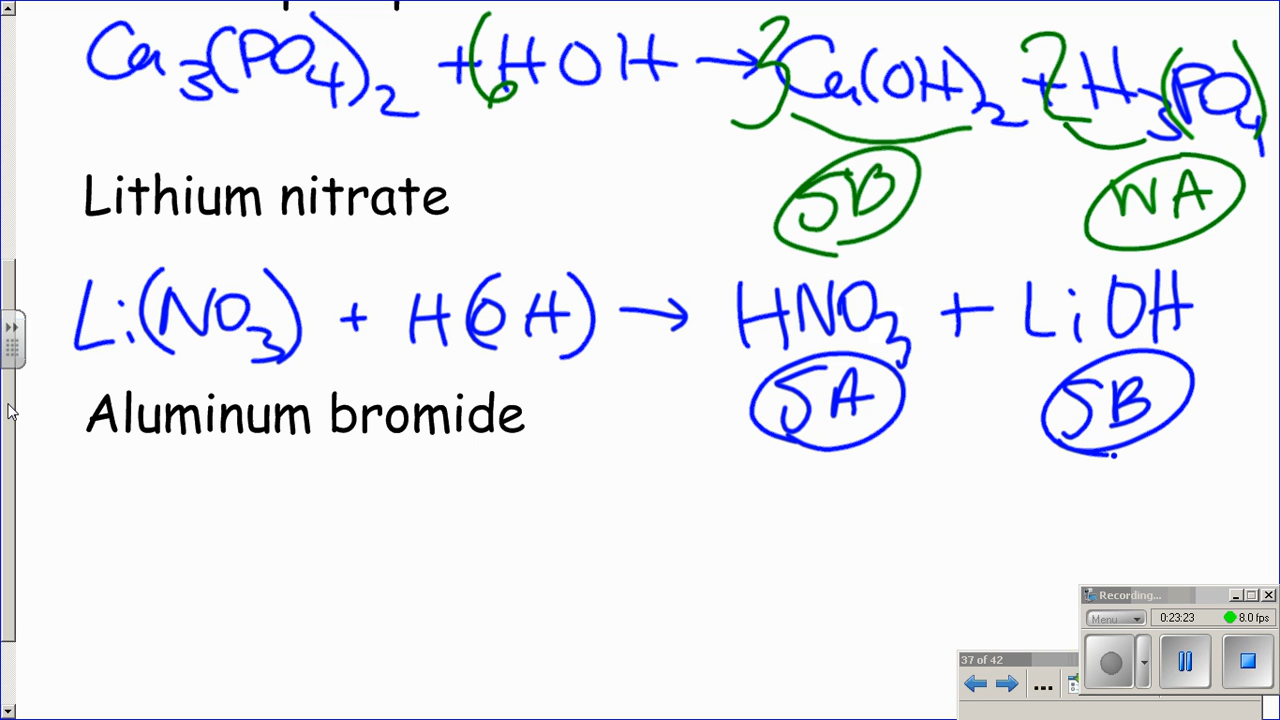 Ca₃(PO₄)₂ + 6HOH → 3Ca(OH)₂ + 2H₃(PO₄)
SB WA
Lithium nitrate
Li(NO₃) + H(OH) → HNO₃ + LiOH
SA SB
Aluminum bromide
Recording...
Menu 0:23:23 8.0 fps
37 of 42
...